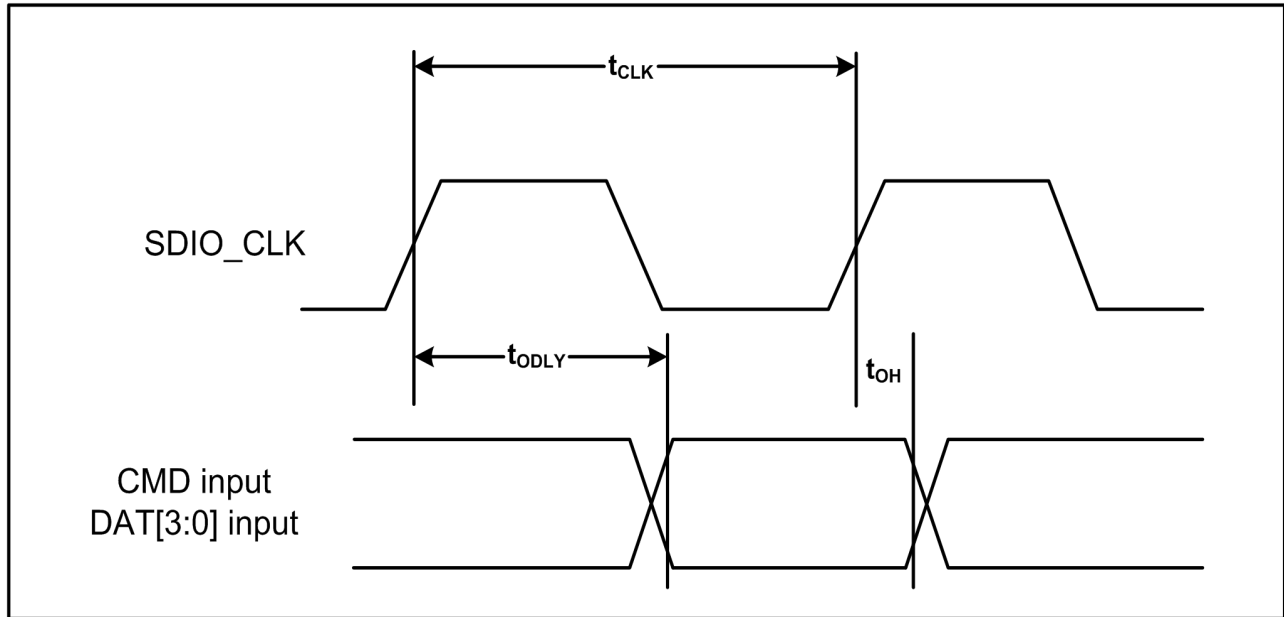 tCLK
SDIO_CLK
tODLY
tOH
CMD input
DAT[3:0] input